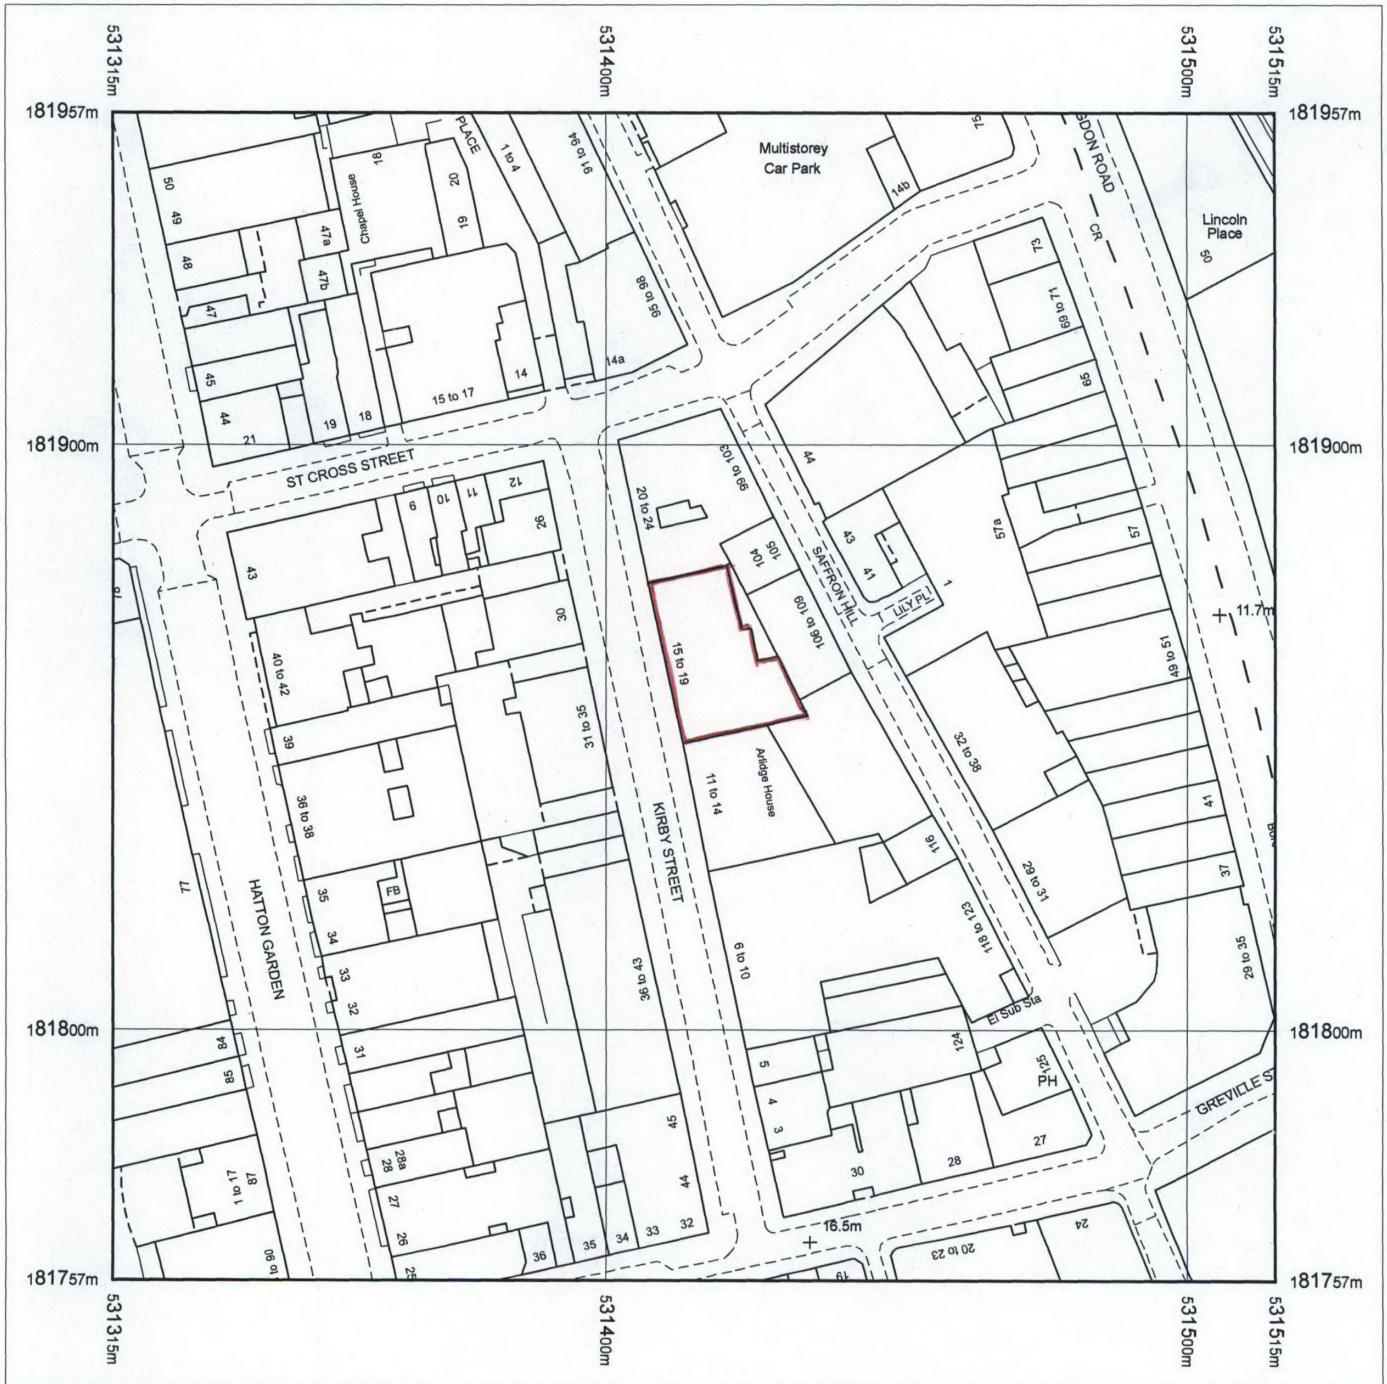 531315m
531400m
531500m
531515m
181957m
181957m
PLACE
1 to 4
91 to 94
Multistorey
Car Park
75
GDON ROAD
18
Chapel House
20
19
14b
CR
Lincoln
Place
50
50
49
48
47a
47b
47
45
44
21
19
18
15 to 17
14
14a
95 to 98
73
69 to 71
65
181900m
181900m
ST CROSS STREET
9
10
11
12
26
20 to 24
99 to 103
44
43
41
57a
57
105
104
SAFFRON HILL
LILY PL
1
11.7m
78
43
30
15 to 19
106 to 109
40 to 42
39
31 to 35
49 to 51
32 to 38
Arlidge House
11 to 14
36 to 38
KIRBY STREET
41
37
116
77
HATTON GARDEN
35
FB
34
33
32
31
29 to 31
118 to 123
6 to 10
36 to 43
29 to 35
El Sub Sta
181800m
181800m
84
85
5
124
125
PH
4
3
GREVILLE S
45
44
30
28
27
28a
28
27
26
25
87
1 to 17
90 to
36
35
34
33
32
16.5m
19
20 to 23
24
181757m
181757m
531315m
531400m
531500m
531515m